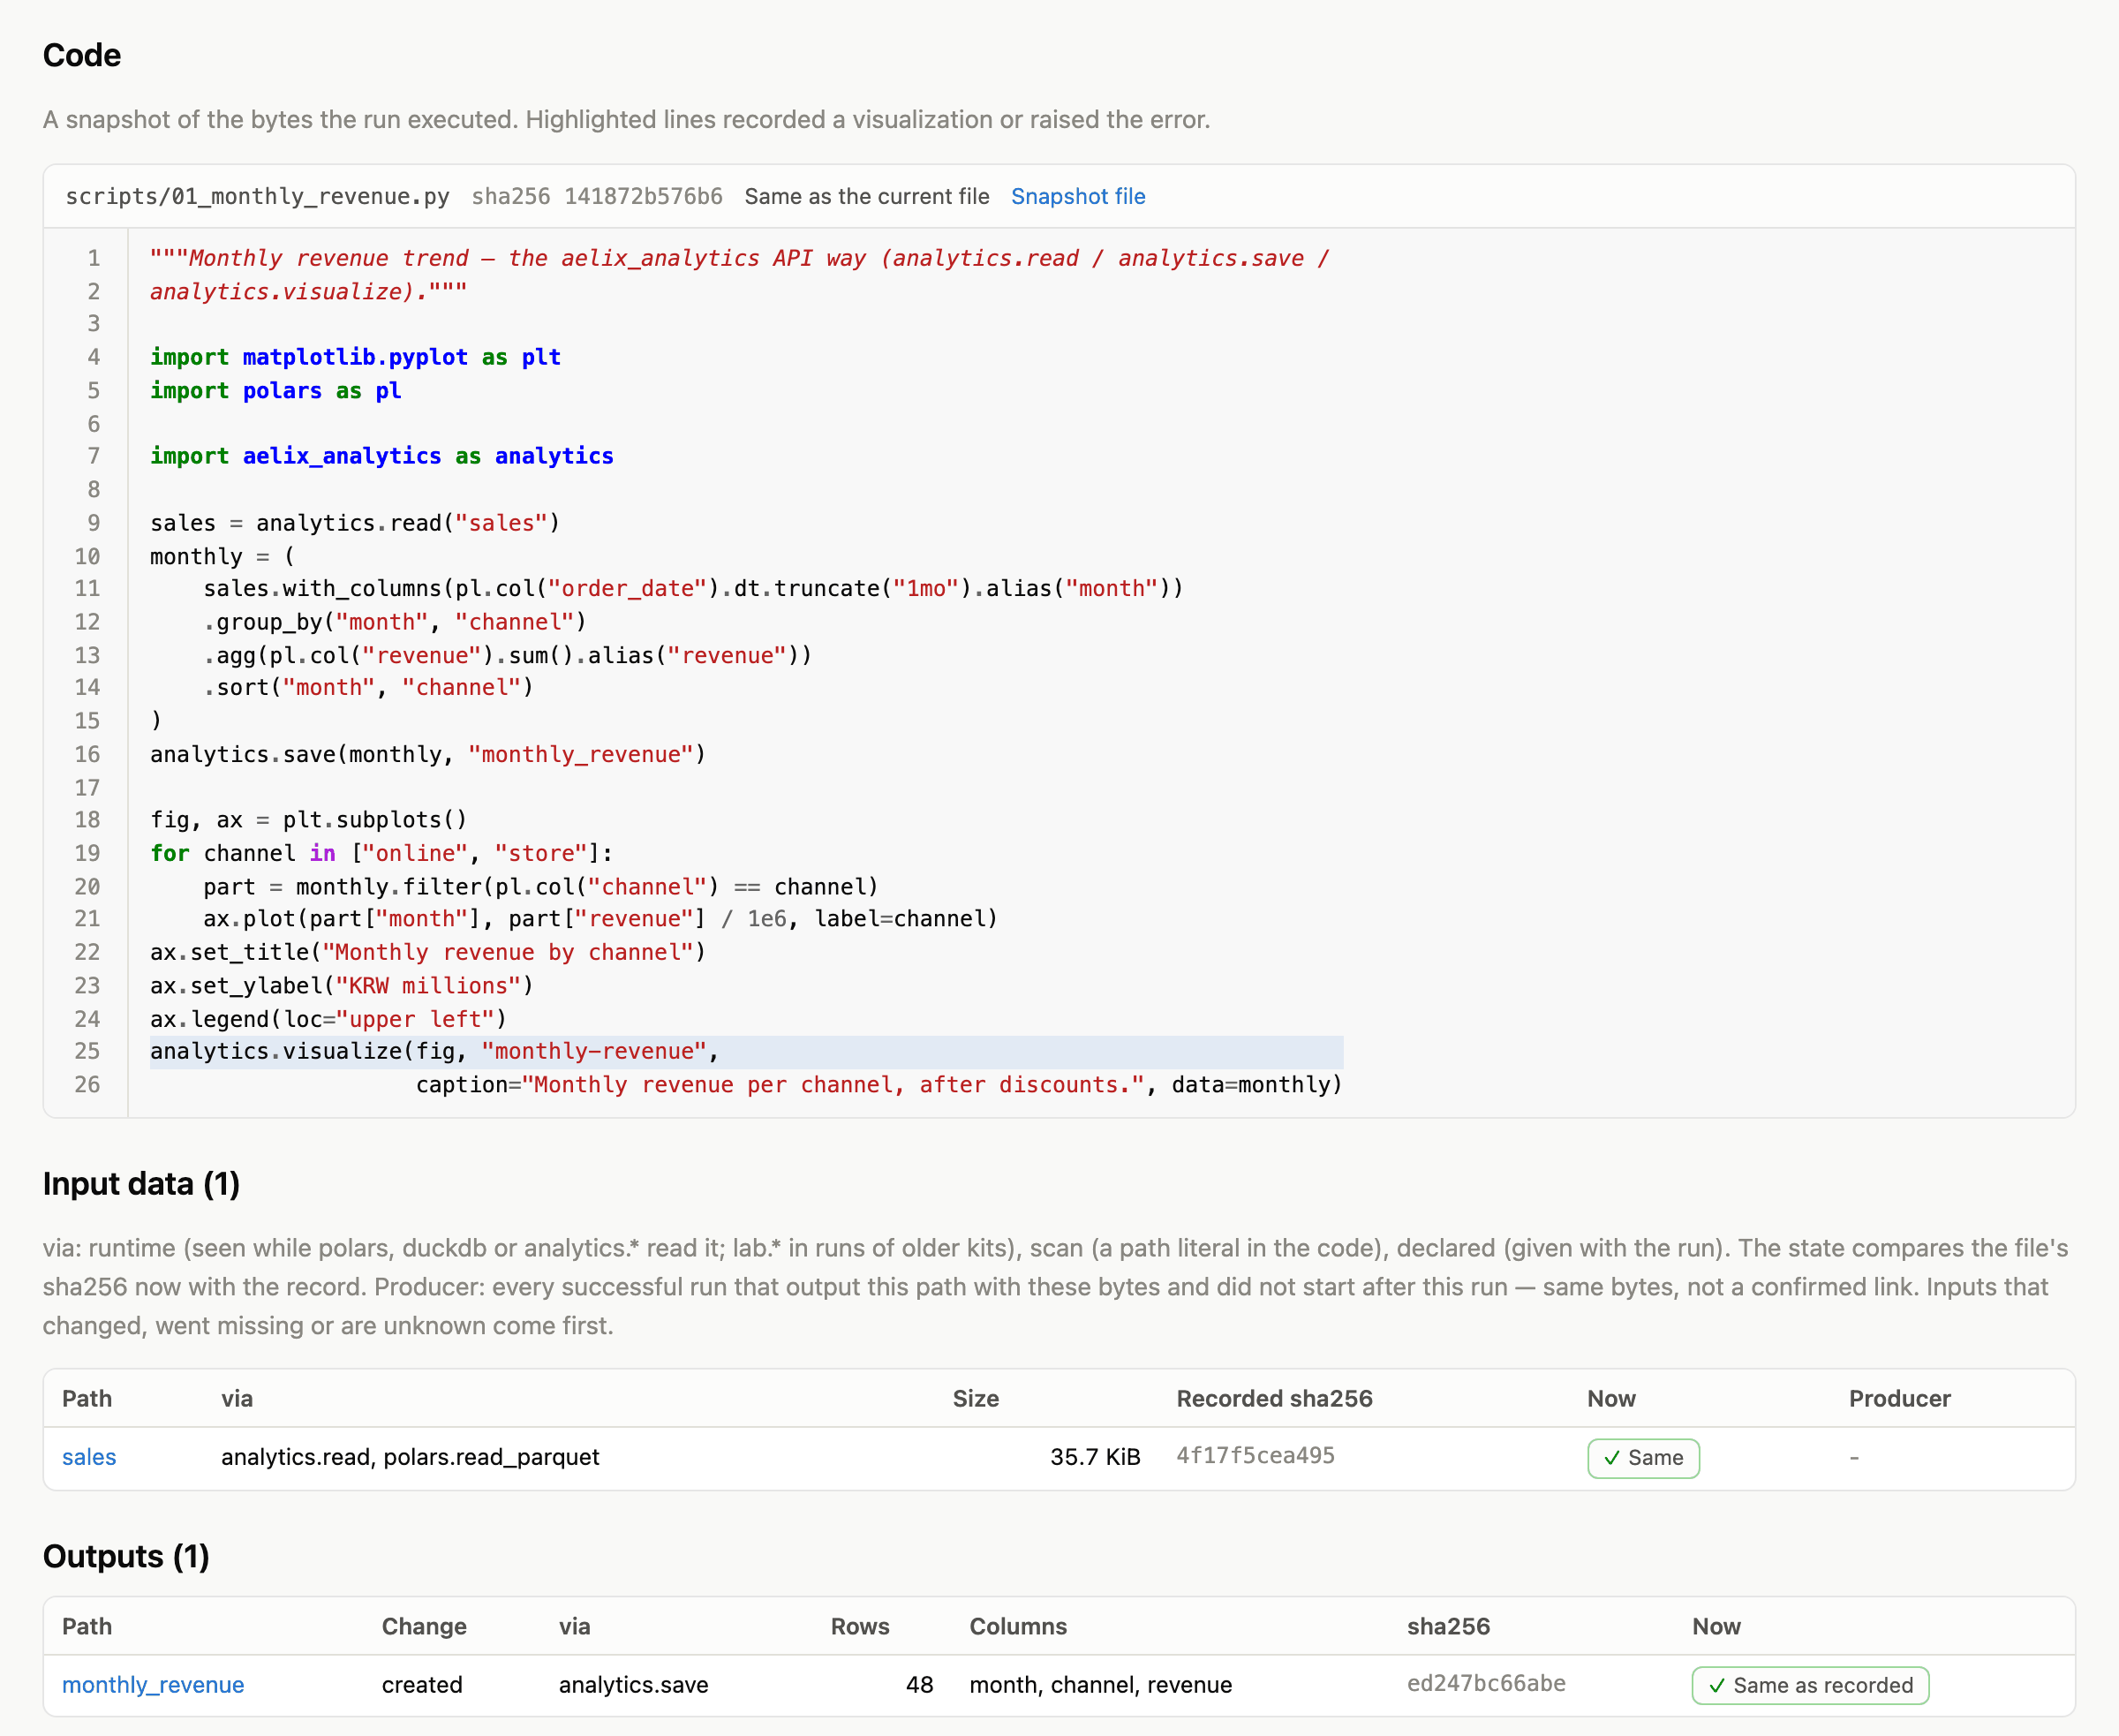 Code
A snapshot of the bytes the run executed. Highlighted lines recorded a visualization or raised the error.
scripts/01_monthly_revenue.py sha256 141872b576b6 Same as the current file Snapshot file
1 """Monthly revenue trend — the aelix_analytics API way (analytics.read / analytics.save /
2 analytics.visualize)."""
3
4 import matplotlib.pyplot as plt
5 import polars as pl
6
7 import aelix_analytics as analytics
8
9 sales = analytics.read("sales")
10 monthly = (
11     sales.with_columns(pl.col("order_date").dt.truncate("1mo").alias("month"))
12     .group_by("month", "channel")
13     .agg(pl.col("revenue").sum().alias("revenue"))
14     .sort("month", "channel")
15 )
16 analytics.save(monthly, "monthly_revenue")
17
18 fig, ax = plt.subplots()
19 for channel in ["online", "store"]:
20     part = monthly.filter(pl.col("channel") == channel)
21     ax.plot(part["month"], part["revenue"] / 1e6, label=channel)
22 ax.set_title("Monthly revenue by channel")
23 ax.set_ylabel("KRW millions")
24 ax.legend(loc="upper left")
25 analytics.visualize(fig, "monthly-revenue",
26                     caption="Monthly revenue per channel, after discounts.", data=monthly)
Input data (1)
via: runtime (seen while polars, duckdb or analytics.* read it; lab.* in runs of older kits), scan (a path literal in the code), declared (given with the run). The state compares the file's
sha256 now with the record. Producer: every successful run that output this path with these bytes and did not start after this run — same bytes, not a confirmed link. Inputs that
changed, went missing or are unknown come first.
Path via Size Recorded sha256 Now Producer
sales analytics.read, polars.read_parquet 35.7 KiB 4f17f5cea495 ✓ Same -
Outputs (1)
Path Change via Rows Columns sha256 Now
monthly_revenue created analytics.save 48 month, channel, revenue ed247bc66abe ✓ Same as recorded